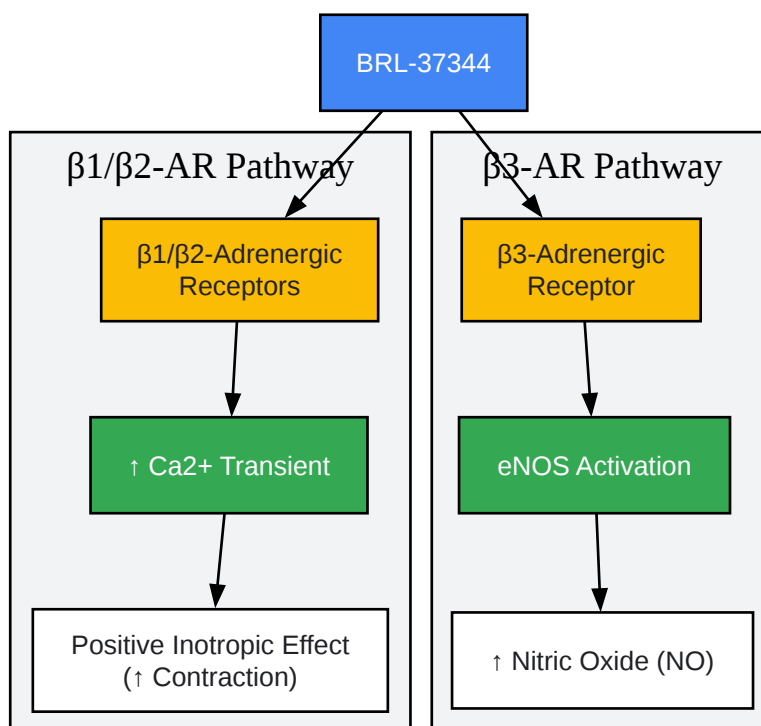 BRL-37344
β1/β2-AR Pathway
β1/β2-Adrenergic
Receptors
↑ Ca2+ Transient
Positive Inotropic Effect
(↑ Contraction)
β3-AR Pathway
β3-Adrenergic
Receptor
eNOS Activation
↑ Nitric Oxide (NO)